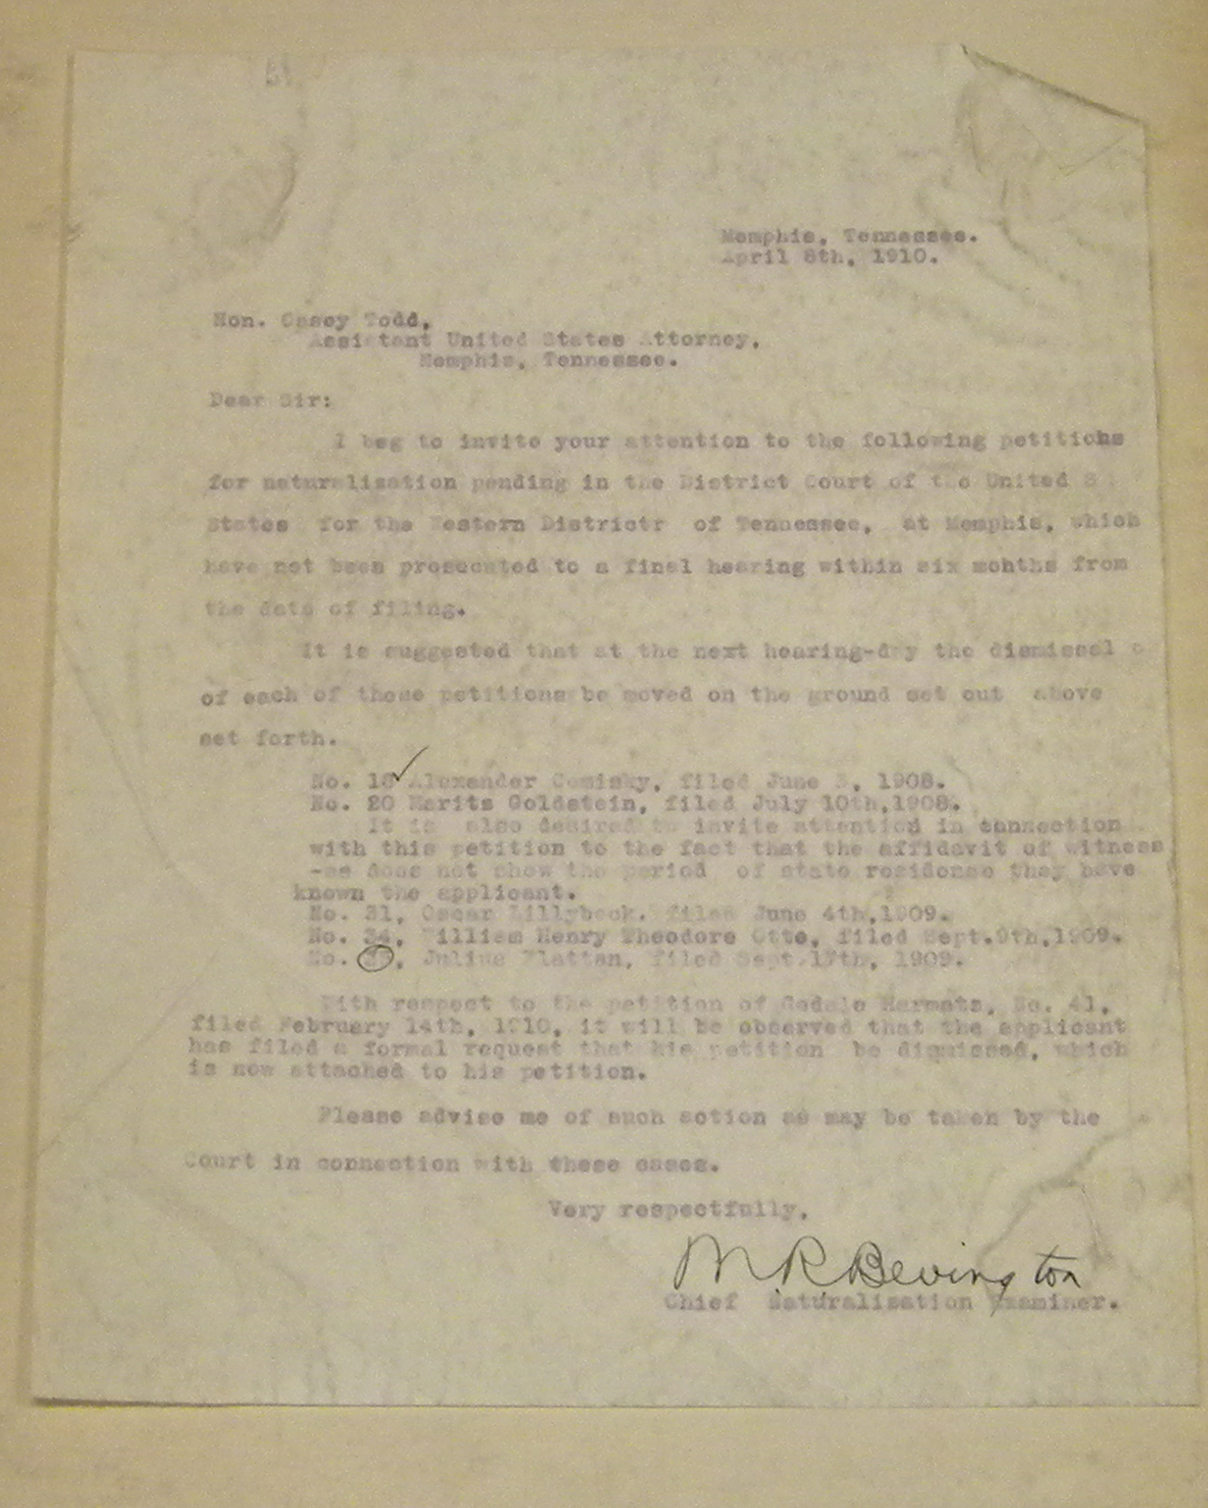 Memphis, Tennessee.
April 8th, 1910.
Hon. Casey Todd,
Assistant United States Attorney,
Memphis, Tennessee.
Dear Sir:
I beg to invite your attention to the following petitions
for naturalization pending in the District Court of the United S
States for the Western Districtr of Tennessee, at Memphis, which
have not been prosecuted to a final hearing within six months from
the date of filing.
It is suggested that at the next hearing-day the dismissal o
of each of these petitions be moved on the ground set out above
set forth.
No. 18 Alexander Comisky, filed June 1908.
No. 20 Marits Goldstein, filed July 10th,1908.
It is also desired to invite attention in connection
with this petition to the fact that the affidavit of witness
-es does not show the period of state residense they have
known the applicant.
No. 31, Oscar Lillybeck, filed June 4th,1909.
No. 34, William Henry Theodore Otto, filed Sept.9th,1909.
No. Julius Flattan, filed Sept.17th, 1909.
With respect to the petition of Gedale Harmats, No. 41,
filed February 14th, 1910, it will be observed that the applicant
has filed a formal request that his petition be dismissed, which
is now attached to his petition.
Please advise me of such action as may be taken by the
Court in connection with these cases.
Very respectfully,
M R Bevington
Chief Naturalization Examiner.